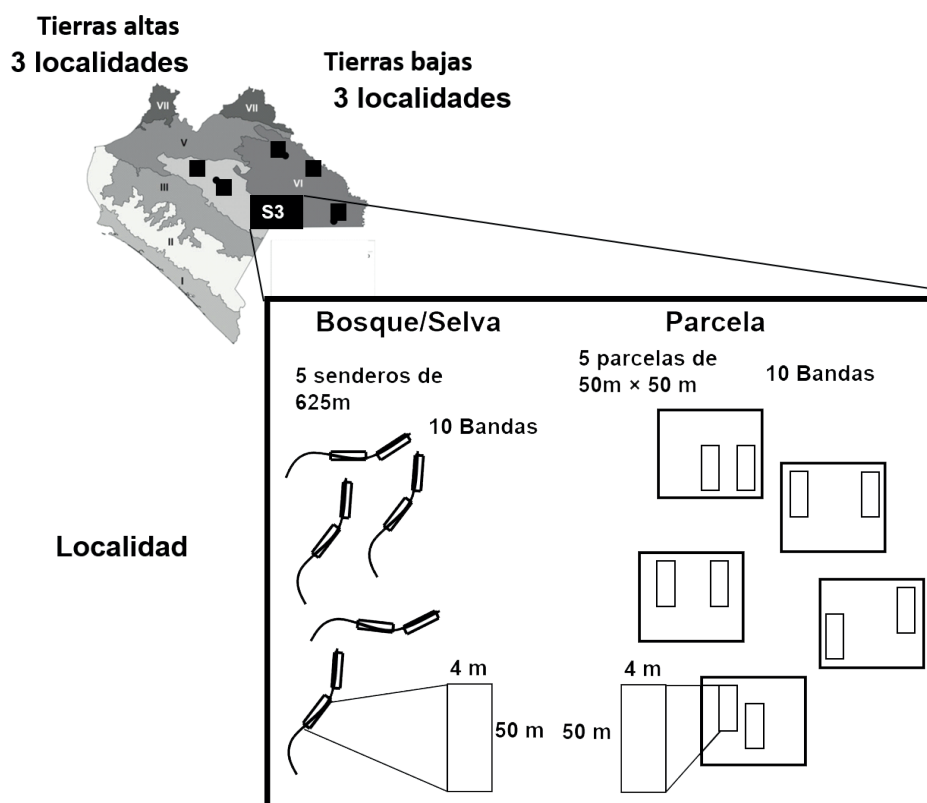 Tierras altas
3 localidades
Tierras bajas
3 localidades
VII
VII
V
VI
III
S3
II
I
Bosque/Selva
Parcela
5 senderos de
625m
10 Bandas
5 parcelas de
50m × 50 m
10 Bandas
Localidad
4 m
50 m
4 m
50 m